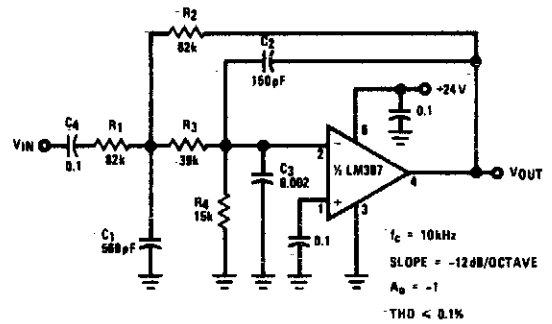 R2
82k
C2
150pF
+24V
C4
R1
R3
6
0.1
VIN
0.1
82k
39k
2
−
C3
0.002
½ LM387
4
VOUT
R4
15k
1
+
3
C1
560pF
0.1
fc = 10kHz
SLOPE = −12dB/OCTAVE
Ao = −1
THD ≤ 0.1%